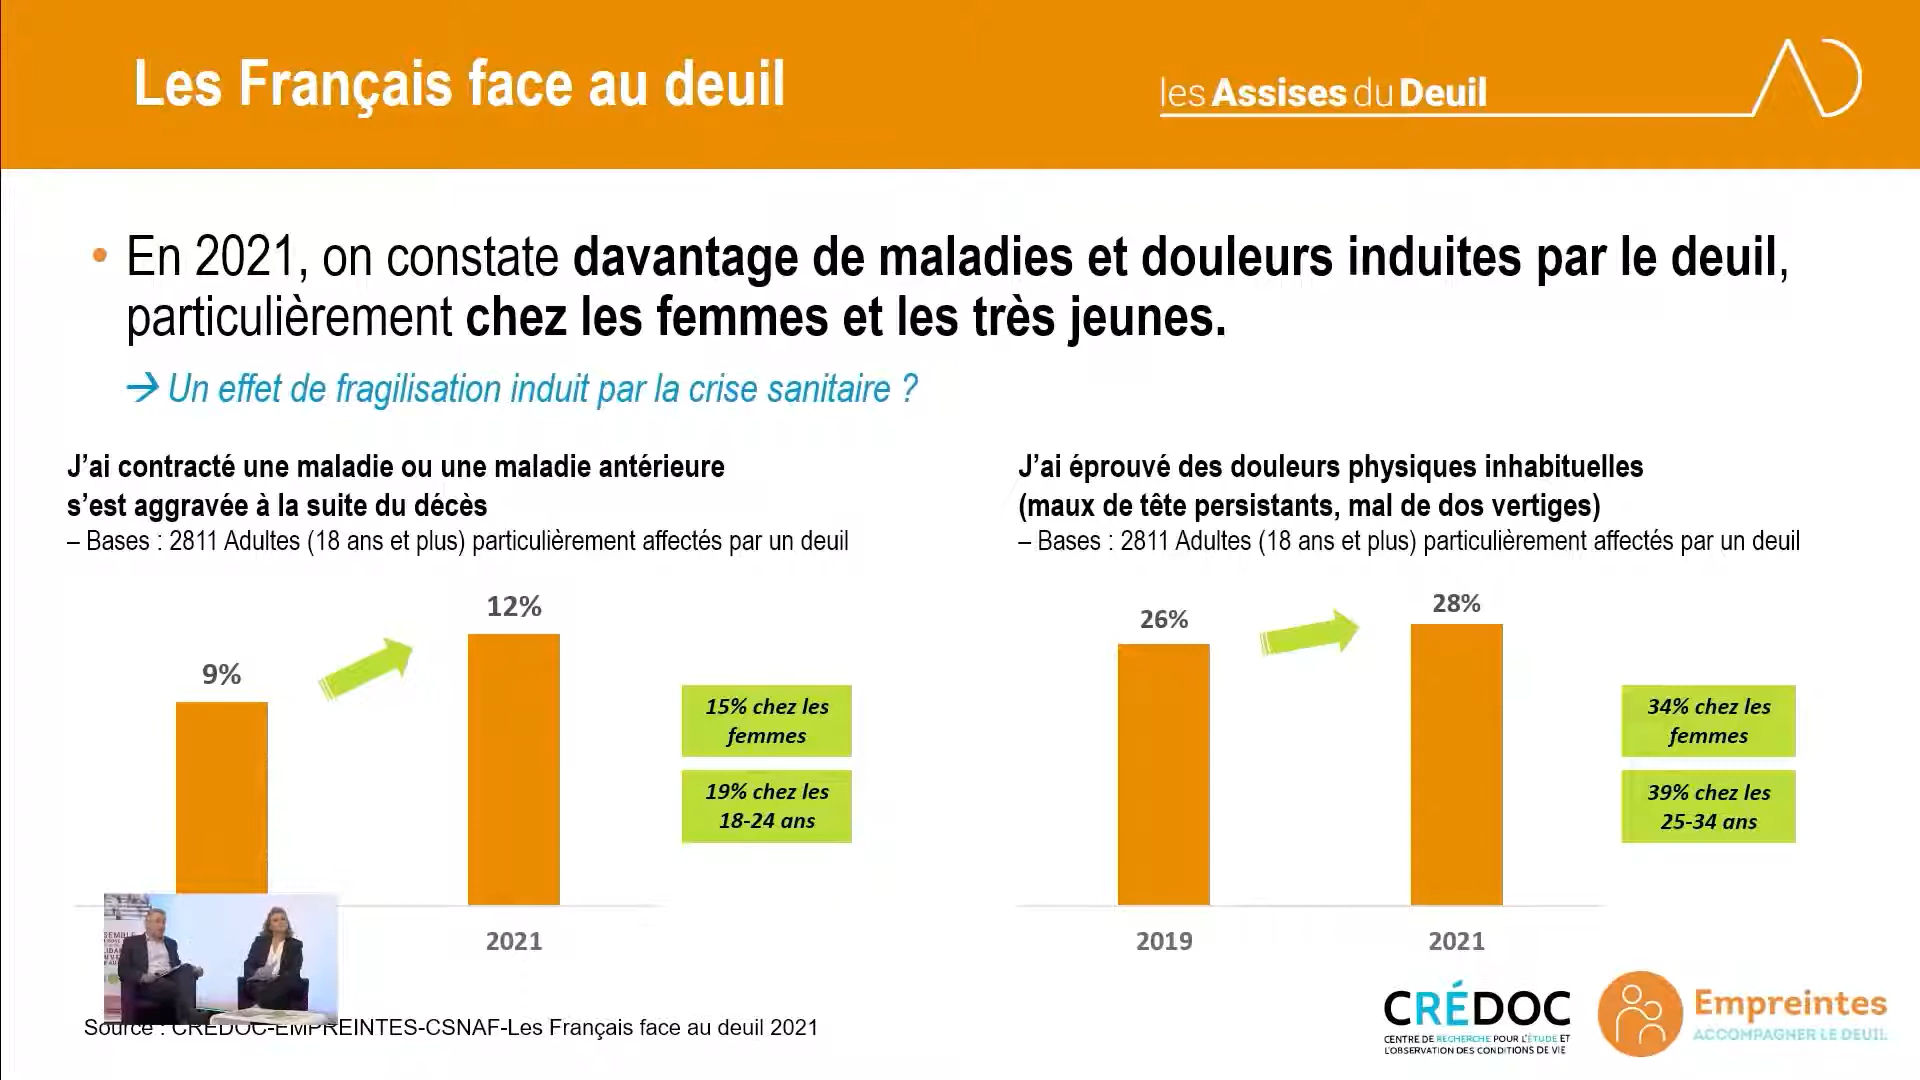 Les Français face au deuil
les Assises du Deuil
AD
• En 2021, on constate davantage de maladies et douleurs induites par le deuil,
particulièrement chez les femmes et les très jeunes.
→ Un effet de fragilisation induit par la crise sanitaire ?
J’ai contracté une maladie ou une maladie antérieure
s’est aggravée à la suite du décès
– Bases : 2811 Adultes (18 ans et plus) particulièrement affectés par un deuil
9%
12%
15% chez les
femmes
19% chez les
18-24 ans
2021
J’ai éprouvé des douleurs physiques inhabituelles
(maux de tête persistants, mal de dos vertiges)
– Bases : 2811 Adultes (18 ans et plus) particulièrement affectés par un deuil
26%
28%
34% chez les
femmes
39% chez les
25-34 ans
2019
2021
Source : CREDOC-EMPREINTES-CSNAF-Les Français face au deuil 2021
CRÉDOC
CENTRE DE RECHERCHE POUR L'ÉTUDE ET
L'OBSERVATION DES CONDITIONS DE VIE
Empreintes
ACCOMPAGNER LE DEUIL